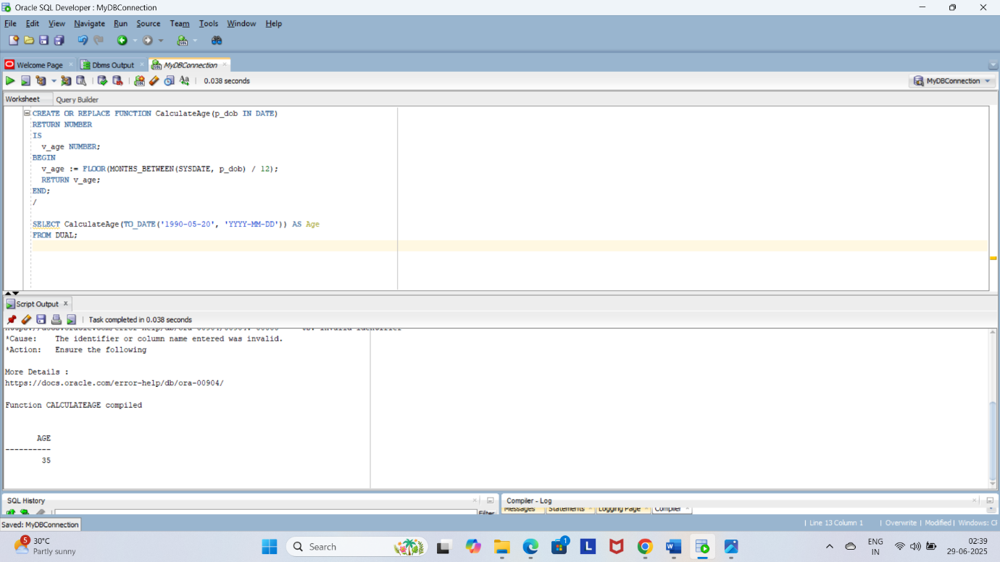 Oracle SQL Developer : MyDBConnection
File Edit View Navigate Run Source Team Tools Window Help
Welcome Page Dbms Output MyDBConnection
0.038 seconds MyDBConnection
Worksheet Query Builder
CREATE OR REPLACE FUNCTION CalculateAge(p_dob IN DATE)
RETURN NUMBER
IS
v_age NUMBER;
BEGIN
v_age := FLOOR(MONTHS_BETWEEN(SYSDATE, p_dob) / 12);
RETURN v_age;
END;
/
SELECT CalculateAge(TO_DATE('1990-05-20', 'YYYY-MM-DD')) AS Age
FROM DUAL;
Script Output
Task completed in 0.038 seconds
*Cause: The identifier or column name entered was invalid.
*Action: Ensure the following
More Details :
https://docs.oracle.com/error-help/db/ora-00904/
Function CALCULATEAGE compiled
AGE
----------
35
SQL History Compiler - Log
Filter Messages Statements Logging Page Compiler
Saved: MyDBConnection | Line 13 Column 1 | Overwrite | Modified | Windows: CI
5 30°C
Partly sunny
Search
1
L
W
ENG
IN
02:39
29-06-2025